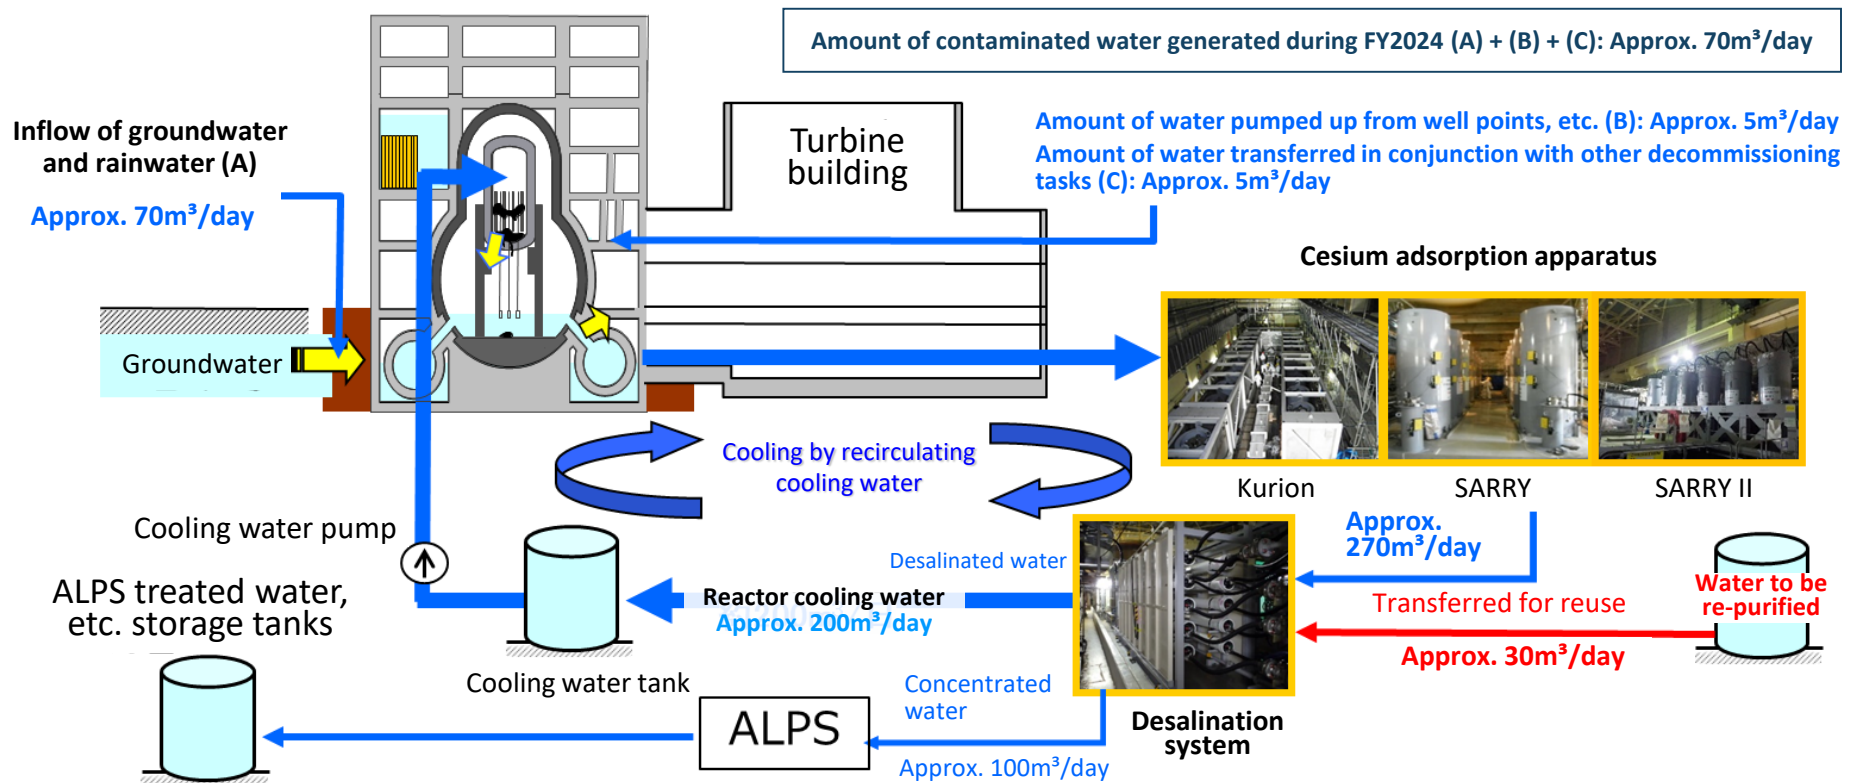 Amount of contaminated water generated during FY2024 (A) + (B) + (C): Approx. 70m³/day
Inflow of groundwater
and rainwater (A)
Approx. 70m³/day
Turbine
building
Amount of water pumped up from well points, etc. (B): Approx. 5m³/day
Amount of water transferred in conjunction with other decommissioning
tasks (C): Approx. 5m³/day
Cesium adsorption apparatus
Groundwater
Cooling by recirculating
cooling water
Kurion
SARRY
SARRY II
Cooling water pump
Approx.
270m³/day
Desalinated water
Water to be
re-purified
ALPS treated water,
etc. storage tanks
Reactor cooling water
Approx. 200m³/day
Transferred for reuse
Approx. 30m³/day
Cooling water tank
Concentrated
water
ALPS
Desalination
system
Approx. 100m³/day